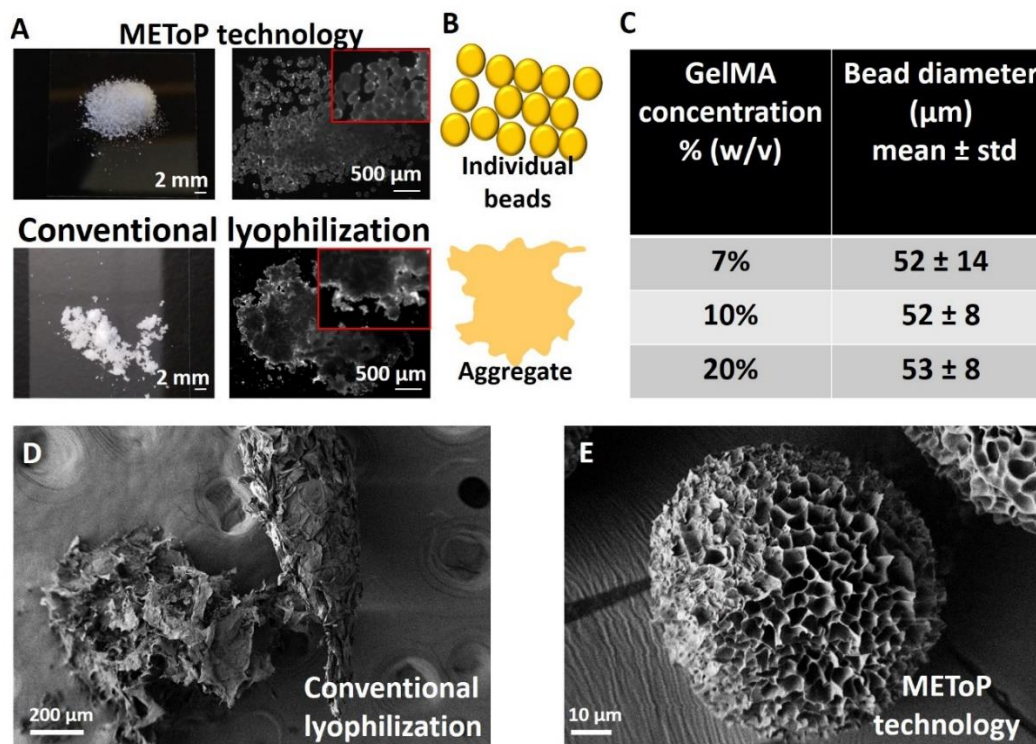 A
METoP technology
2 mm
500 µm
Conventional lyophilization
2 mm
500 µm
B
Individual
beads
Aggregate
C
GelMA
concentration
% (w/v)
Bead diameter
(µm)
mean ± std
7%
52 ± 14
10%
52 ± 8
20%
53 ± 8
D
200 µm
Conventional
lyophilization
E
10 µm
METoP
technology